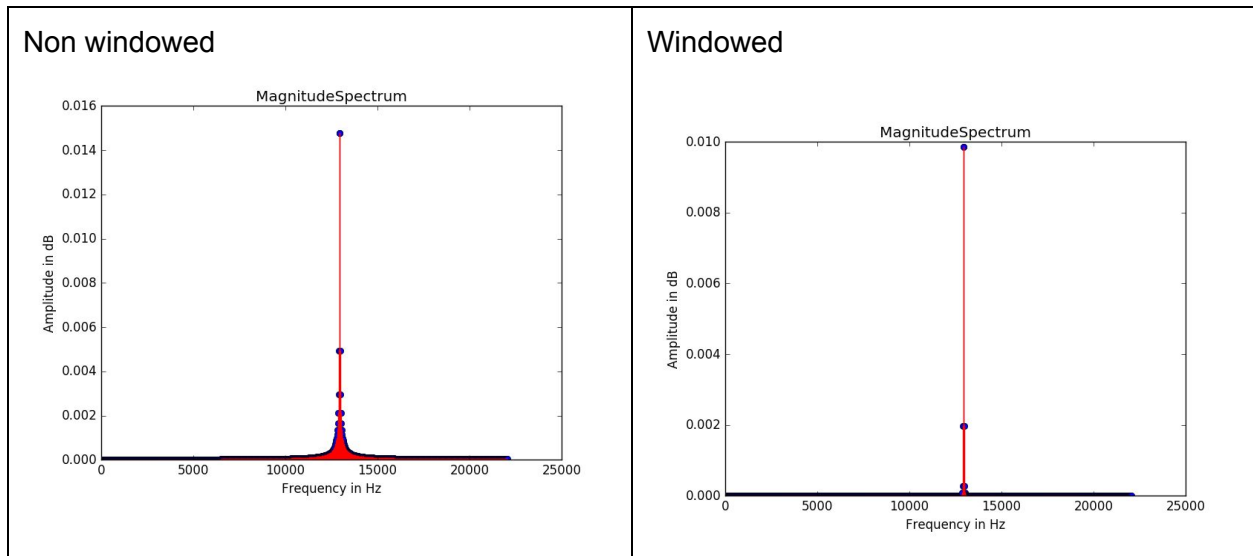 Non windowed
MagnitudeSpectrum
0.016
0.014
0.012
0.010
0.008
0.006
0.004
0.002
0.000
Amplitude in dB
0 5000 10000 15000 20000 25000
Frequency in Hz
Windowed
MagnitudeSpectrum
0.010
0.008
0.006
0.004
0.002
0.000
Amplitude in dB
0 5000 10000 15000 20000 25000
Frequency in Hz